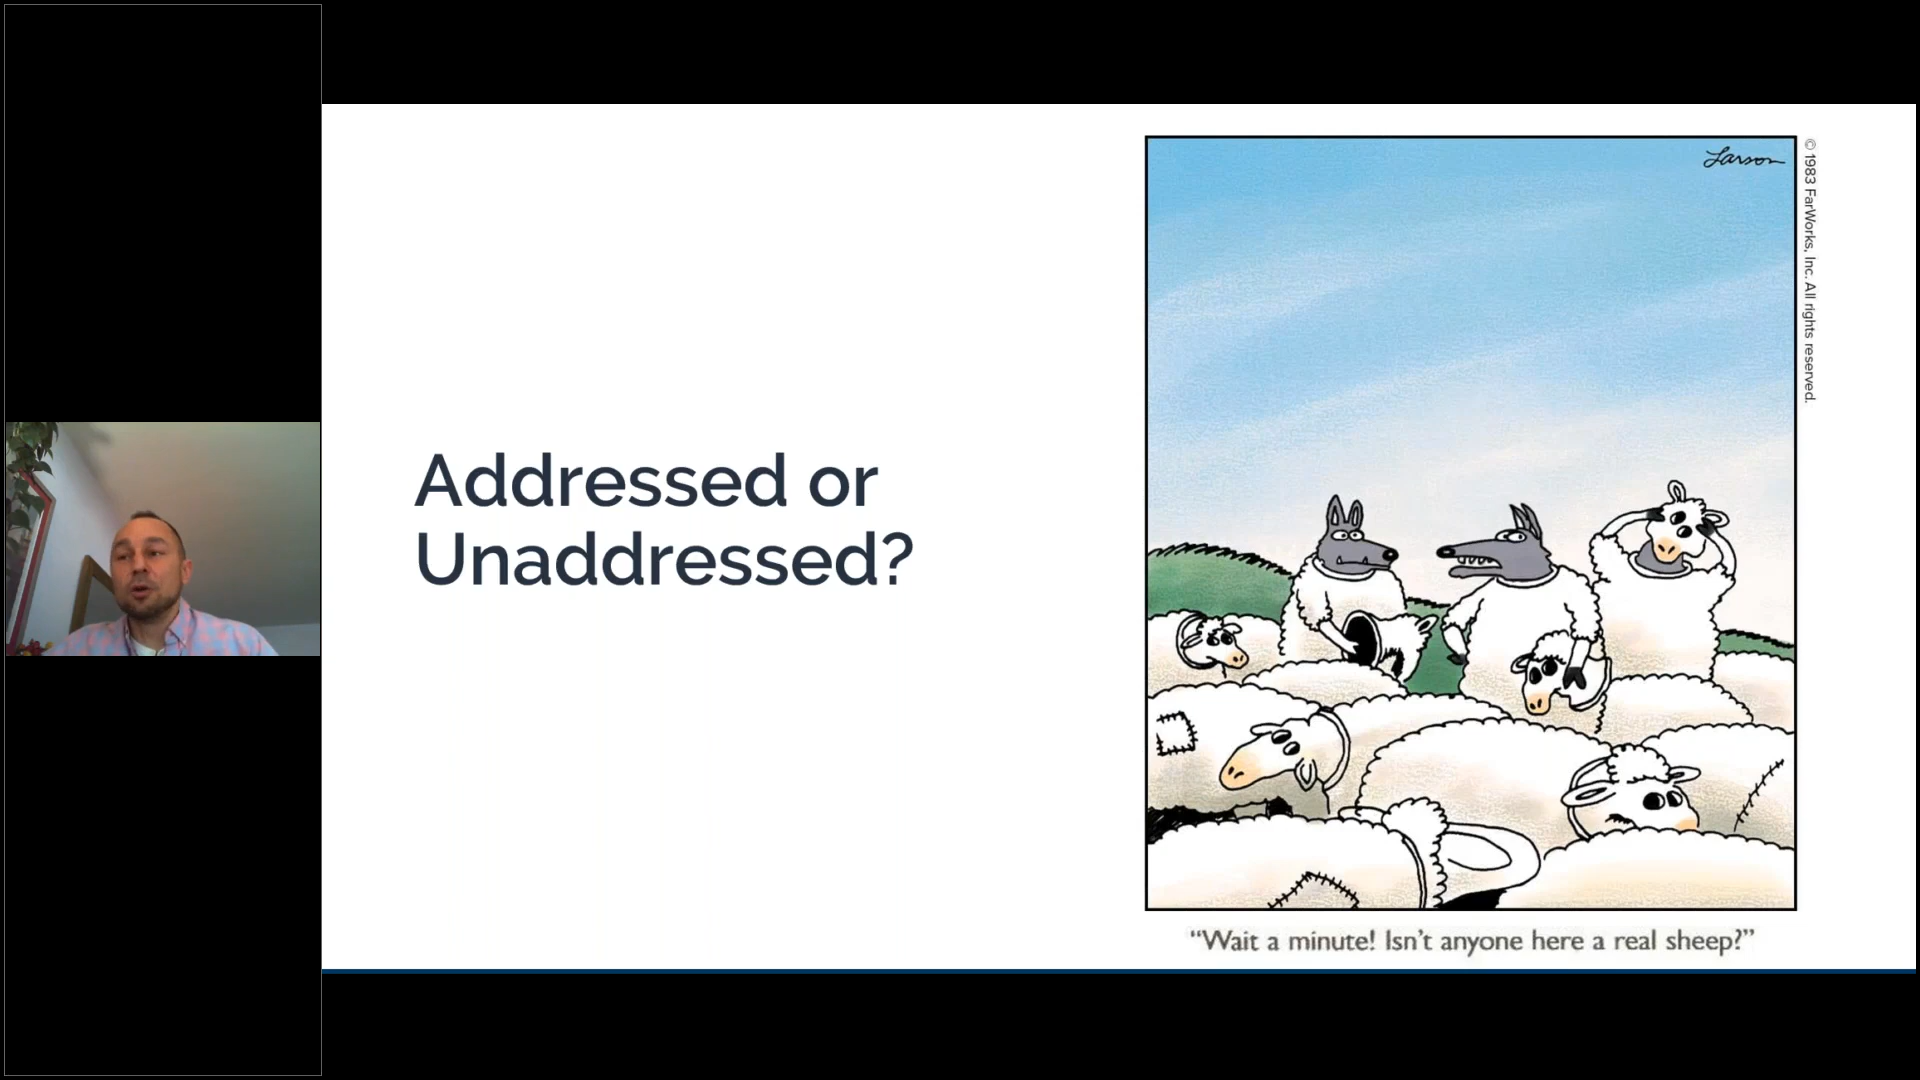 Addressed or
Unaddressed?
Larson
© 1983 FarWorks, Inc. All rights reserved.
“Wait a minute! Isn’t anyone here a real sheep?”